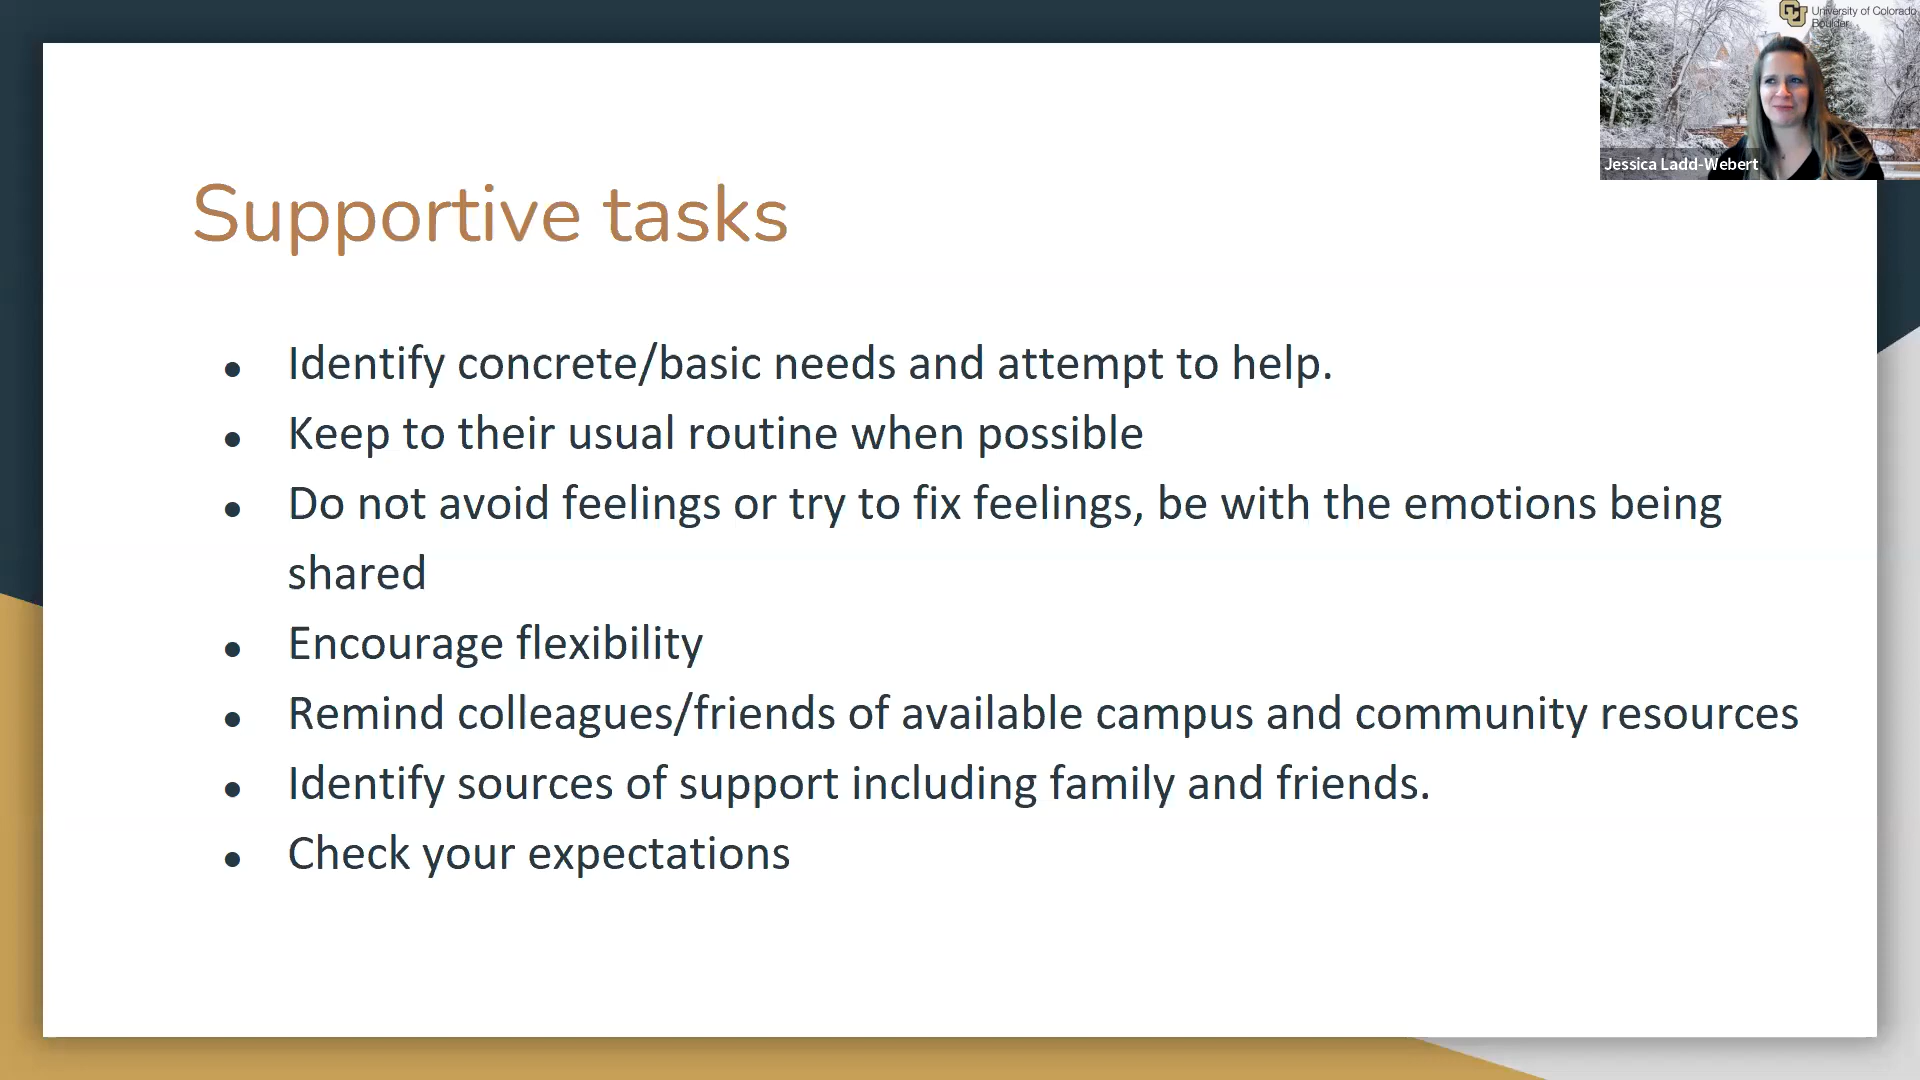 University of Colorado
Boulder
Jessica Ladd-Webert
Supportive tasks
● Identify concrete/basic needs and attempt to help.
● Keep to their usual routine when possible
● Do not avoid feelings or try to fix feelings, be with the emotions being
shared
● Encourage flexibility
● Remind colleagues/friends of available campus and community resources
● Identify sources of support including family and friends.
● Check your expectations